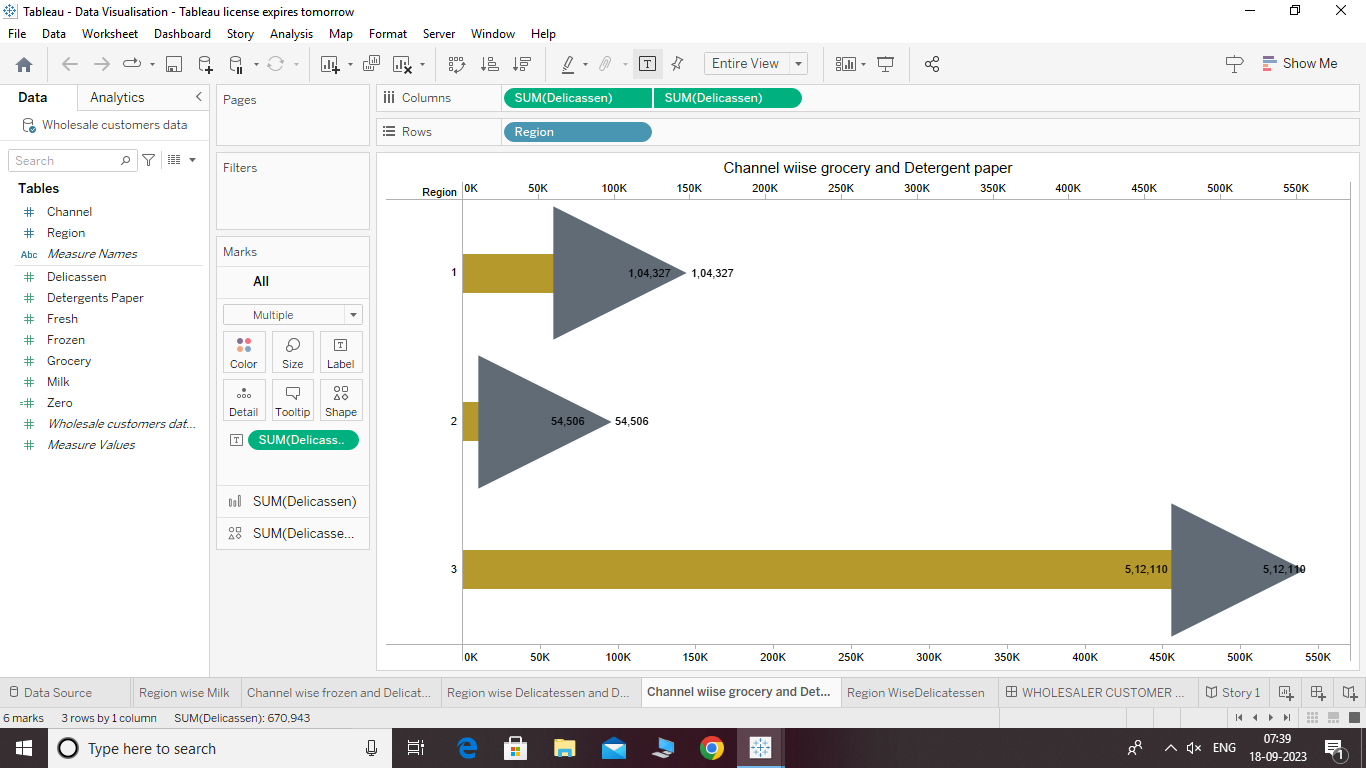 Tableau - Data Visualisation - Tableau license expires tomorrow
File Data Worksheet Dashboard Story Analysis Map Format Server Window Help
Entire View
Show Me
Data Analytics
Pages
Columns SUM(Delicassen) SUM(Delicassen)
Wholesale customers data
Rows Region
Search
Filters
Tables
Channel
Region
Abc Measure Names
Delicassen
Detergents Paper
Fresh
Frozen
Grocery
Milk
Zero
Wholesale customers dat...
Measure Values
Marks
All
Multiple
Color Size Label
Detail Tooltip Shape
SUM(Delicass..
SUM(Delicassen)
SUM(Delicasse...
Channel wiise grocery and Detergent paper
Region 0K 50K 100K 150K 200K 250K 300K 350K 400K 450K 500K 550K
1 1,04,327 1,04,327
2 54,506 54,506
3 5,12,110 5,12,110
0K 50K 100K 150K 200K 250K 300K 350K 400K 450K 500K 550K
Data Source Region wise Milk Channel wise frozen and Delicat... Region wise Delicatessen and D... Channel wiise grocery and Det... Region WiseDelicatessen WHOLESALER CUSTOMER ... Story 1
6 marks 3 rows by 1 column SUM(Delicassen): 670,943
Type here to search
ENG
07:39
18-09-2023
1